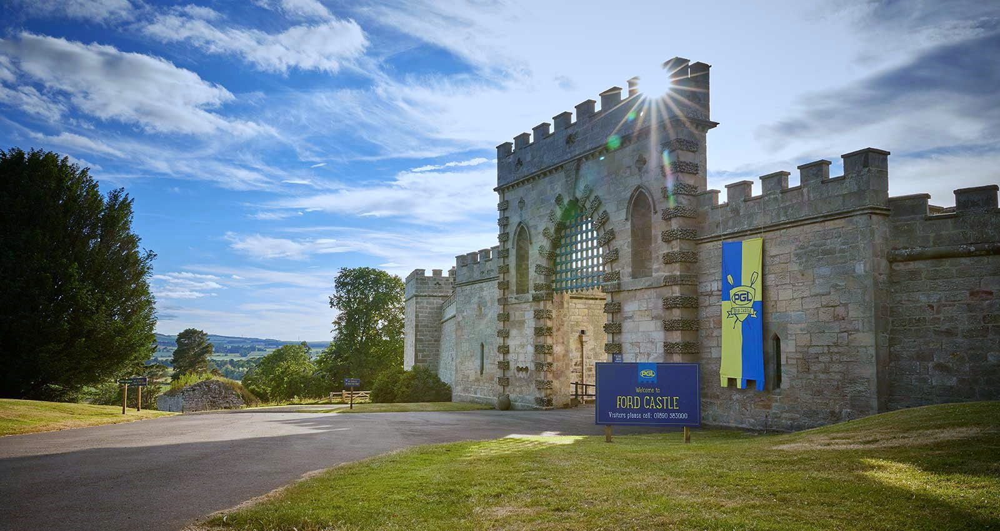 PGL
FORD CASTLE
PGL
Welcome to
FORD CASTLE
Visitors please call: 01890 583000